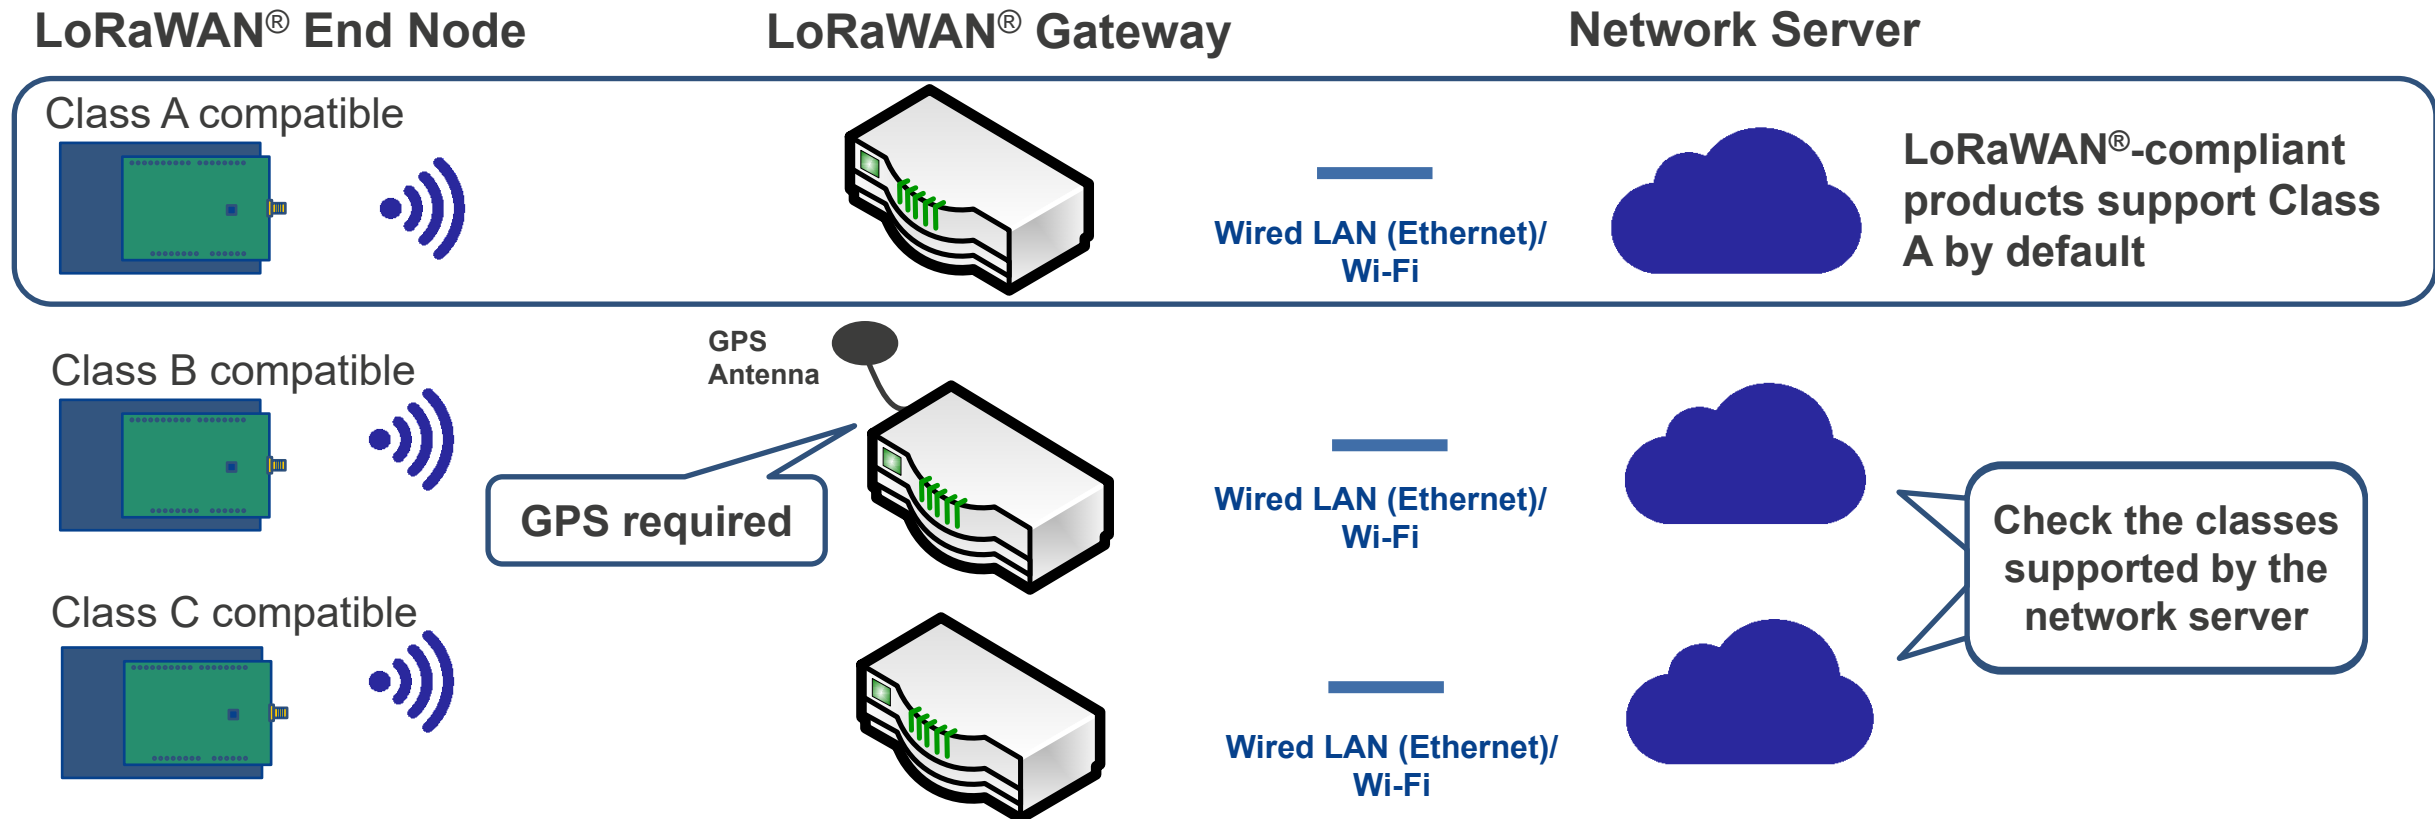 LoRaWAN® End Node
LoRaWAN® Gateway
Network Server
Class A compatible
Wired LAN (Ethernet)/
Wi-Fi
LoRaWAN®-compliant
products support Class
A by default
Class B compatible
GPS
Antenna
GPS required
Wired LAN (Ethernet)/
Wi-Fi
Check the classes
supported by the
network server
Class C compatible
Wired LAN (Ethernet)/
Wi-Fi